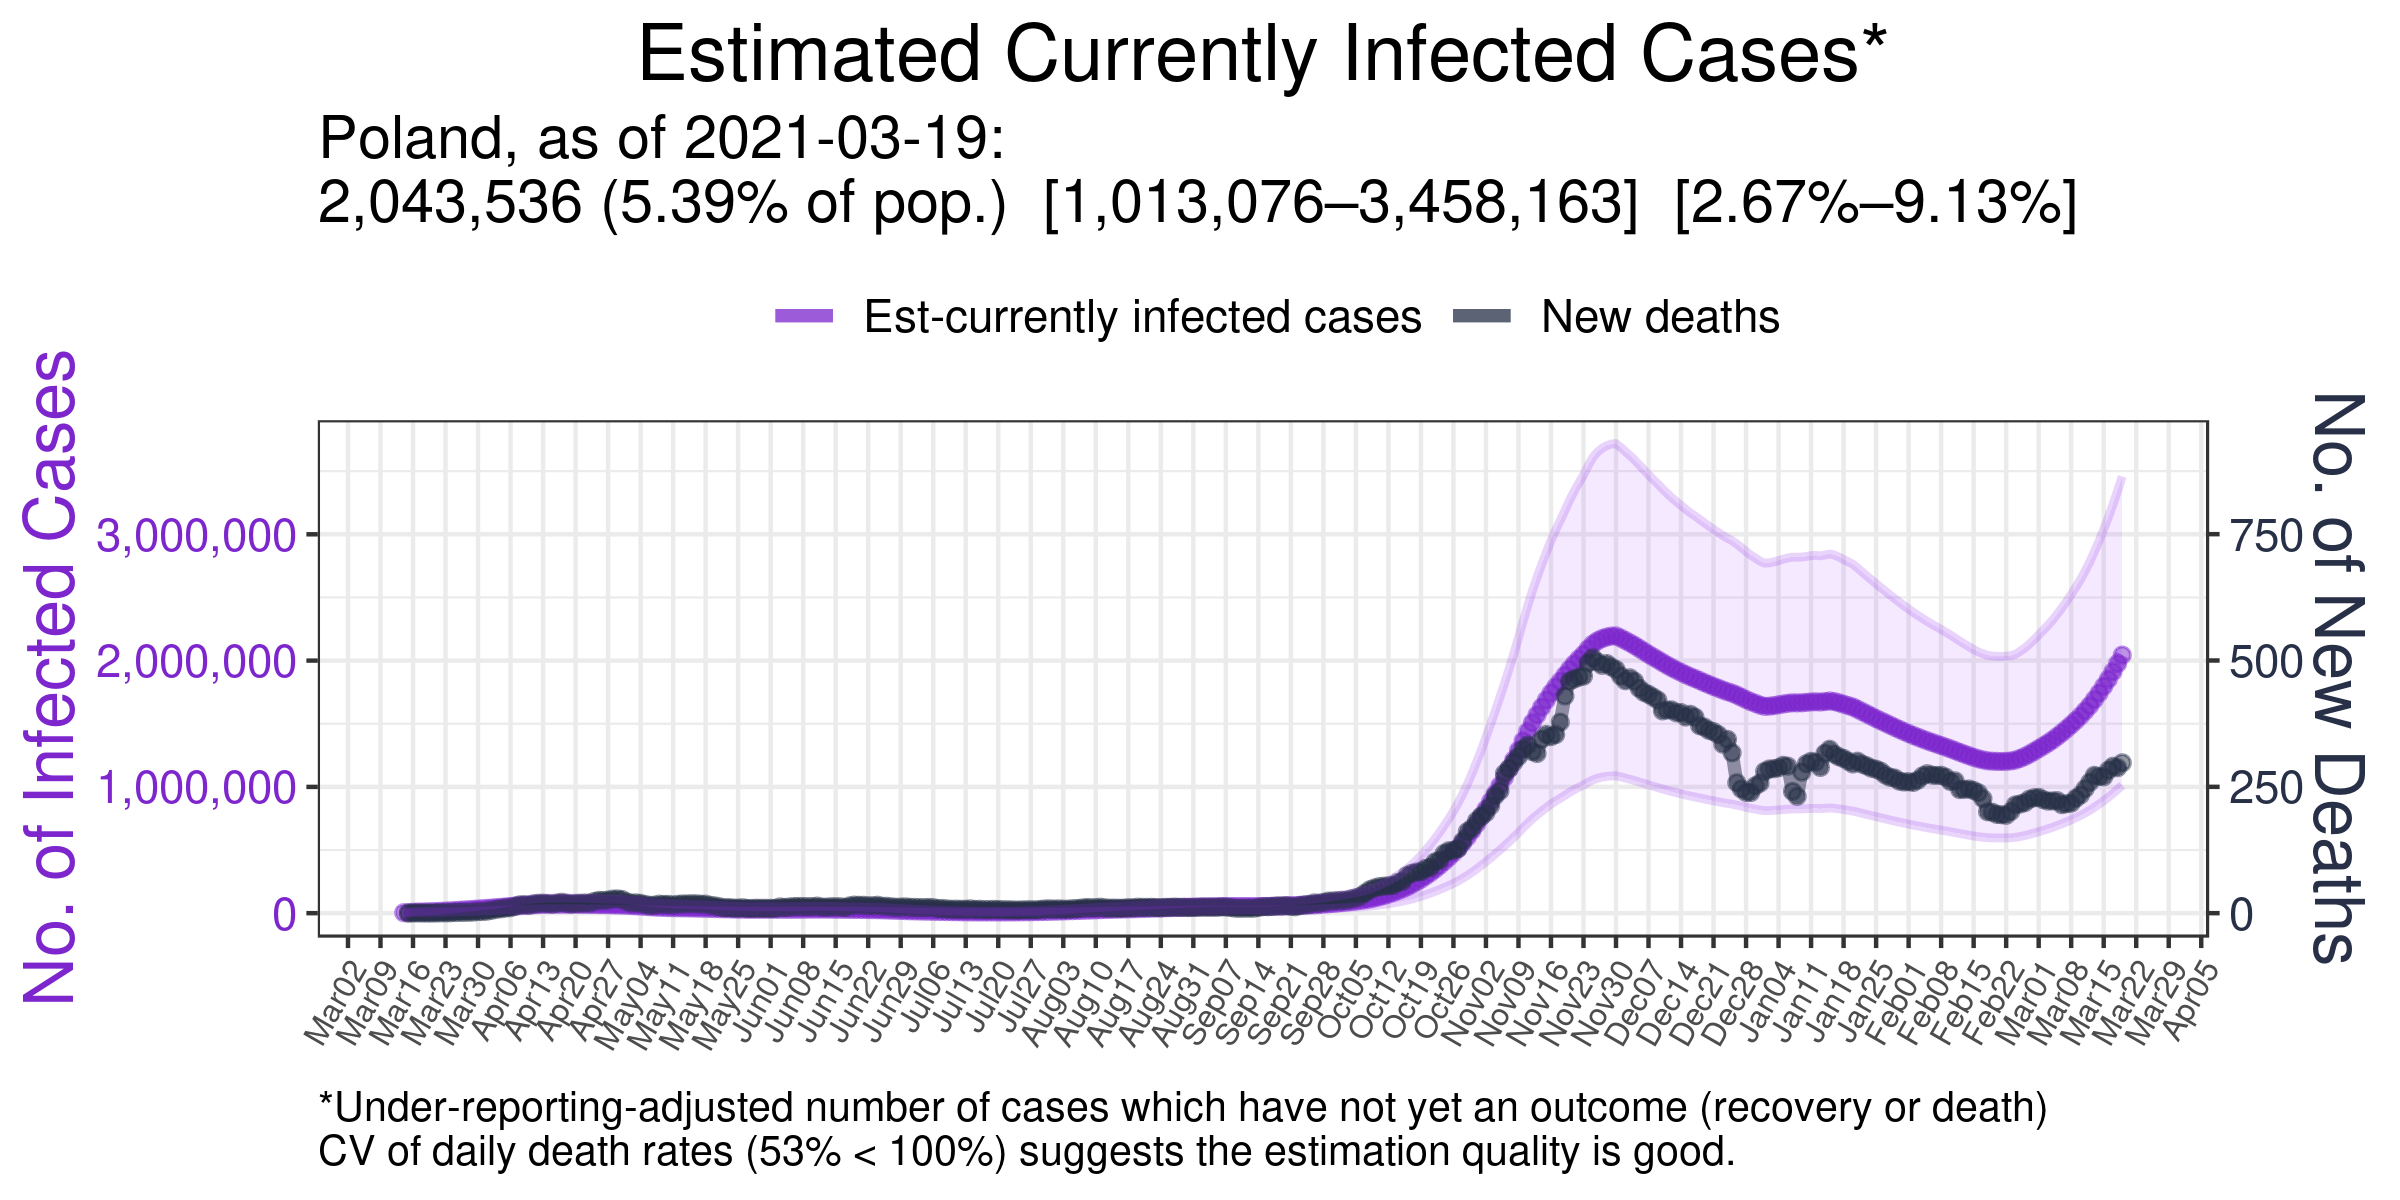 Estimated Currently Infected Cases*
Poland, as of 2021-03-19:
2,043,536 (5.39% of pop.) [1,013,076–3,458,163] [2.67%–9.13%]
Est-currently infected cases
New deaths
No. of Infected Cases
3,000,000
2,000,000
1,000,000
0
750
500
250
0
No. of New Deaths
Mar02
Mar09
Mar16
Mar23
Mar30
Apr06
Apr13
Apr20
Apr27
May04
May11
May18
May25
Jun01
Jun08
Jun15
Jun22
Jun29
Jul06
Jul13
Jul20
Jul27
Aug03
Aug10
Aug17
Aug24
Aug31
Sep07
Sep14
Sep21
Sep28
Oct05
Oct12
Oct19
Oct26
Nov02
Nov09
Nov16
Nov23
Nov30
Dec07
Dec14
Dec21
Dec28
Jan04
Jan11
Jan18
Jan25
Feb01
Feb08
Feb15
Feb22
Mar01
Mar08
Mar15
Mar22
Mar29
Apr05
*Under-reporting-adjusted number of cases which have not yet an outcome (recovery or death)
CV of daily death rates (53% < 100%) suggests the estimation quality is good.